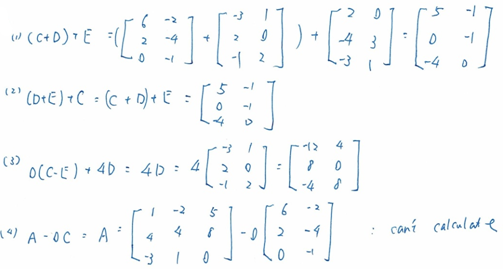 (1) (C+D)+E = ( [ 6 -2 ; 2 -4 ; 0 -1 ] + [ -3 1 ; 2 0 ; -1 2 ] ) + [ 2 0 ; -4 3 ; -3 1 ] = [ 5 -1 ; 0 -1 ; -4 0 ]
(2) (D+E)+C = (C+D)+E = [ 5 -1 ; 0 -1 ; -4 0 ]
(3) 0(C-E)+4D = 4D = 4 [ -3 1 ; 2 0 ; -1 2 ] = [ -12 4 ; 8 0 ; -4 8 ]
(4) A-0C = A = [ 1 -2 5 ; 4 4 8 ; -3 1 0 ] - 0 [ 6 -2 ; 2 -4 ; 0 -1 ] : can't calculate